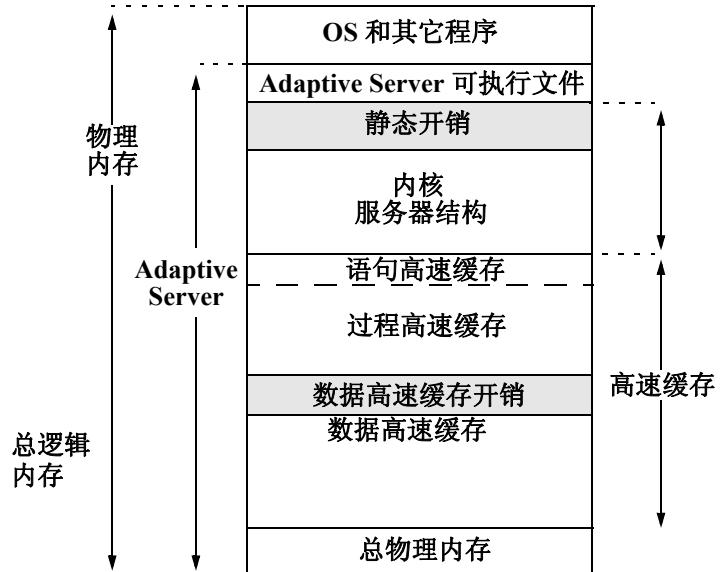 OS 和其它程序
Adaptive Server 可执行文件
静态开销
物理
内存
内核
服务器结构
Adaptive
Server
语句高速缓存
过程高速缓存
数据高速缓存开销
高速缓存
数据高速缓存
总逻辑
内存
总物理内存